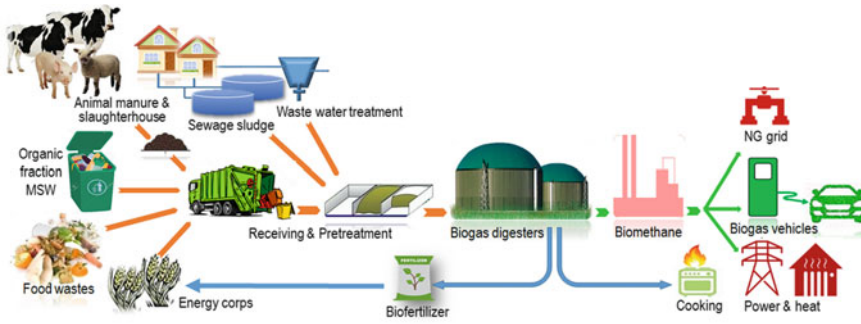 Animal manure &
slaughterhouse
Sewage sludge
Waste water treatment
Organic
fraction
MSW
Food wastes
Energy corps
Receiving & Pretreatment
Biogas digesters
Biomethane
NG grid
Biogas vehicles
Power & heat
Cooking
FERTILIZER
Biofertilizer